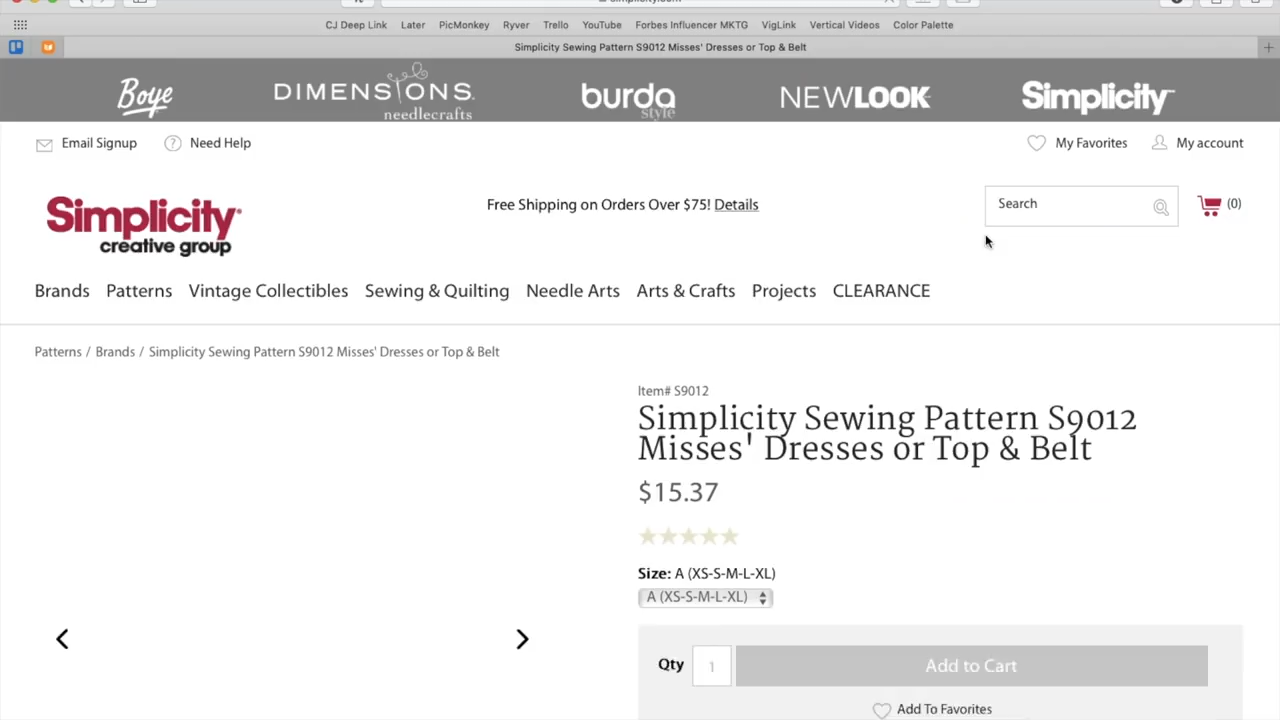 CJ Deep Link Later PicMonkey Ryver Trello YouTube Forbes Influencer MKTG VigLink Vertical Videos Color Palette
Simplicity Sewing Pattern S9012 Misses' Dresses or Top & Belt
Boye DIMENSIONS needlecrafts burda style NEWLOOK Simplicity
Email Signup Need Help My Favorites My account
Simplicity creative group
Free Shipping on Orders Over $75! Details
Search
(0)
Brands Patterns Vintage Collectibles Sewing & Quilting Needle Arts Arts & Crafts Projects CLEARANCE
Patterns / Brands / Simplicity Sewing Pattern S9012 Misses' Dresses or Top & Belt
Item# S9012
Simplicity Sewing Pattern S9012
Misses' Dresses or Top & Belt
$15.37
Size: A (XS-S-M-L-XL)
A (XS-S-M-L-XL)
Qty 1 Add to Cart
Add To Favorites